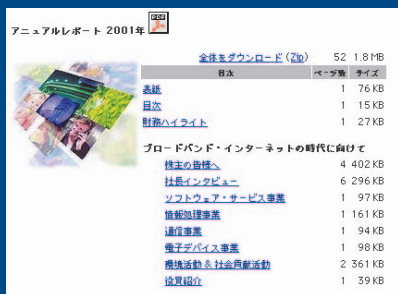 アニュアルレポート 2001年 PDF
全体をダウンロード (Zip) 52 1.8MB
目次 ページ数 サイズ
表紙 1 76KB
目次 1 15KB
財務ハイライト 1 27KB
ブロードバンド・インターネットの時代に向けて
株主の皆様へ 4 402KB
社長インタビュー 6 296KB
ソフトウェア・サービス事業 1 97KB
情報処理事業 1 161KB
通信事業 1 94KB
電子デバイス事業 1 98KB
環境活動 & 社会貢献活動 2 361KB
役員紹介 1 39KB